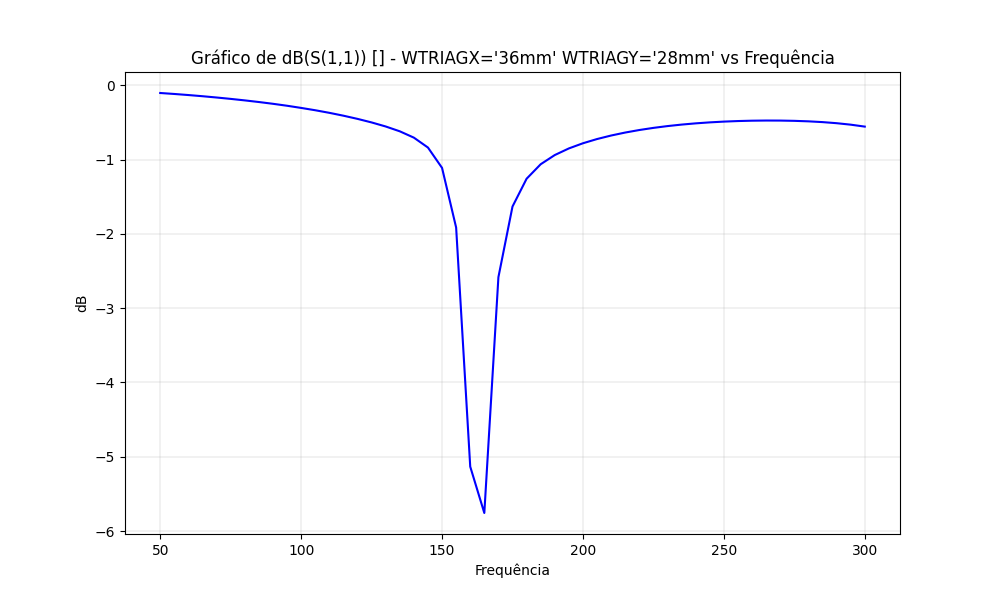 Gráfico de dB(S(1,1)) [] - WTRIAGX='36mm' WTRIAGY='28mm' vs Frequência
0
−1
−2
−3
−4
−5
−6
dB
50 100 150 200 250 300
Frequência